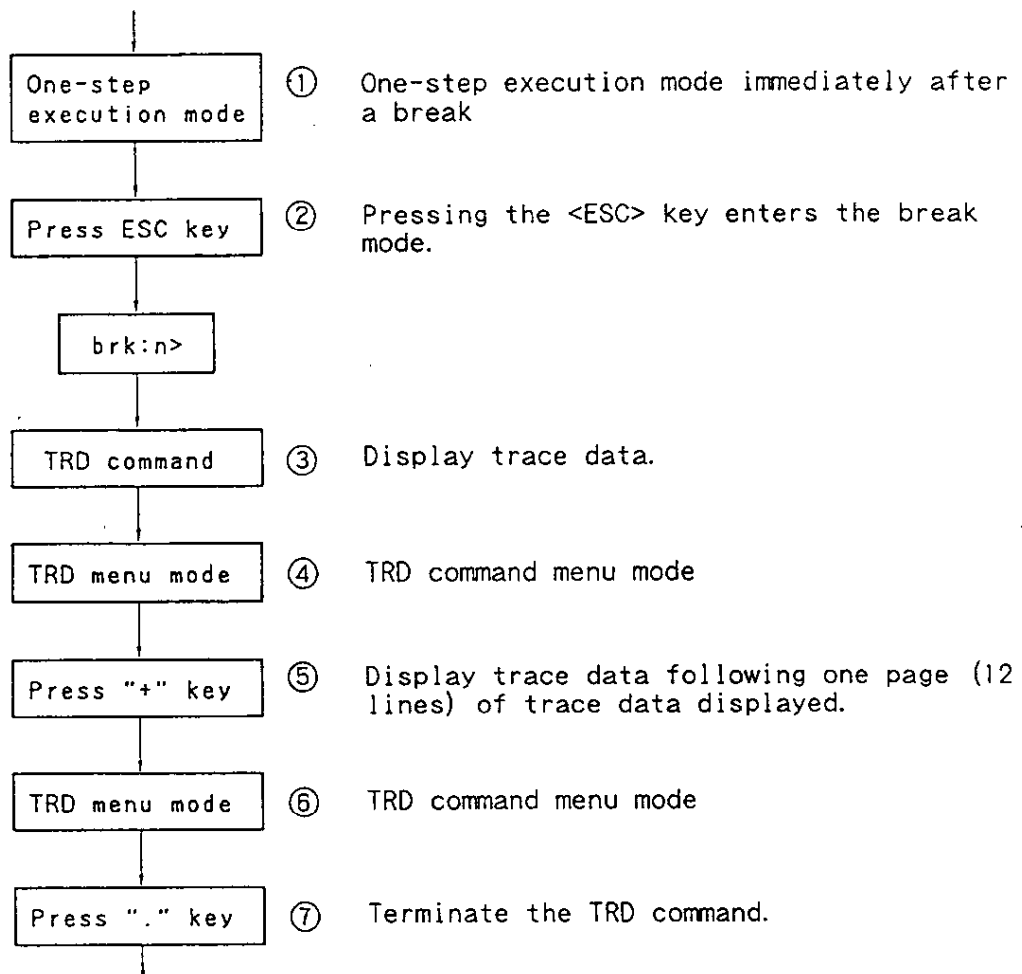 One-step
execution mode
① One-step execution mode immediately after
a break
Press ESC key
② Pressing the <ESC> key enters the break
mode.
brk:n>
TRD command
③ Display trace data.
TRD menu mode
④ TRD command menu mode
Press "+" key
⑤ Display trace data following one page (12
lines) of trace data displayed.
TRD menu mode
⑥ TRD command menu mode
Press "." key
⑦ Terminate the TRD command.